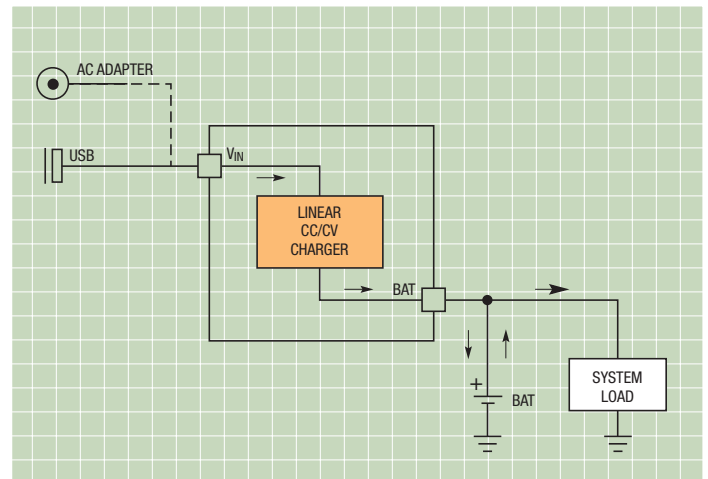 AC ADAPTER
USB
VIN
LINEAR
CC/CV
CHARGER
BAT
+
BAT
SYSTEM
LOAD